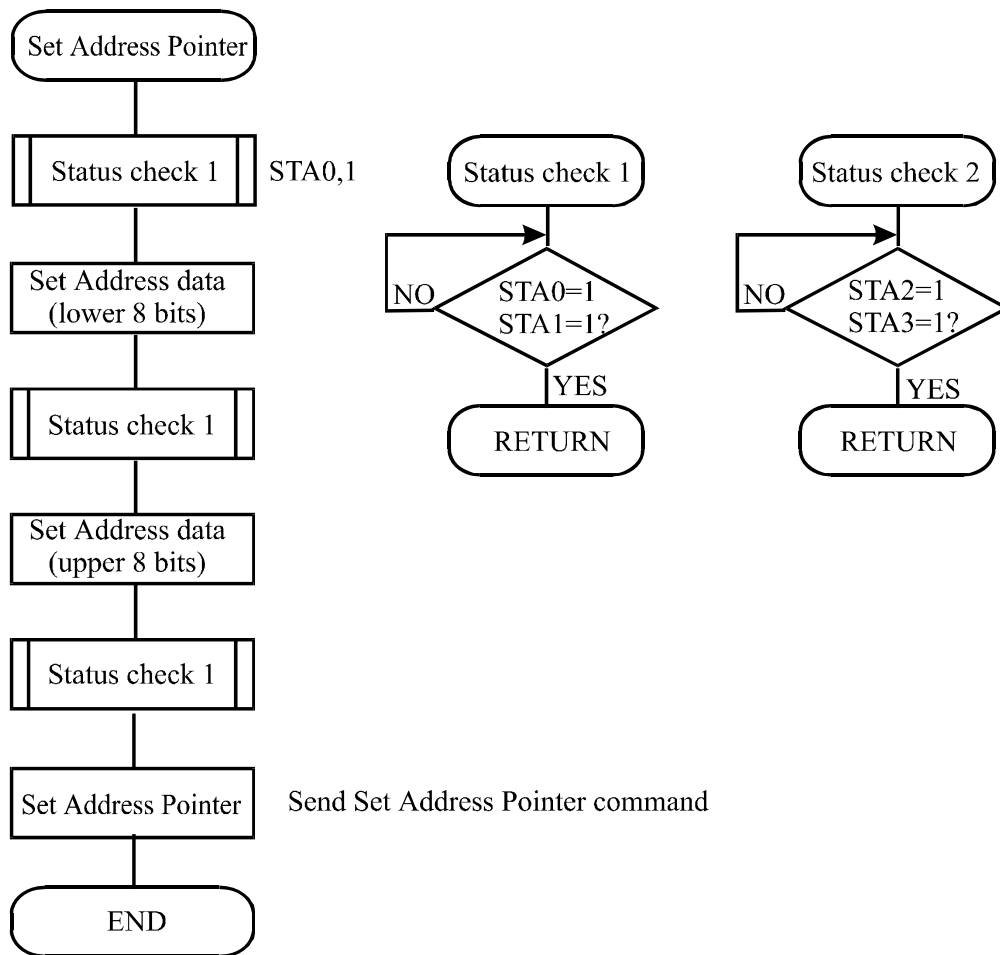 Set Address Pointer
Status check 1
STA0,1
Set Address data
(lower 8 bits)
Status check 1
Set Address data
(upper 8 bits)
Status check 1
Set Address Pointer
Send Set Address Pointer command
END
Status check 1
NO
STA0=1
STA1=1?
YES
RETURN
Status check 2
NO
STA2=1
STA3=1?
YES
RETURN